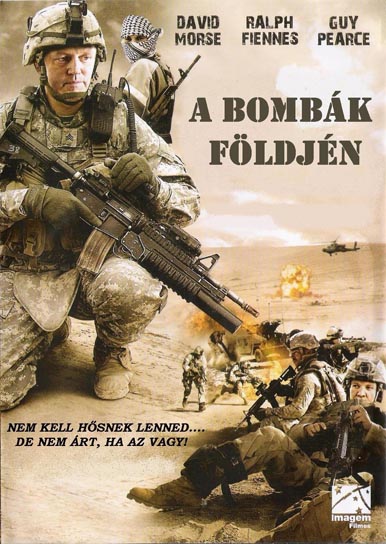 DAVID MORSE
RALPH FIENNES
GUY PEARCE
A BOMBÁK
FÖLDJÉN
NEM KELL HŐSNEK LENNED....
DE NEM ÁRT, HA AZ VAGY!
imagem
Filmes